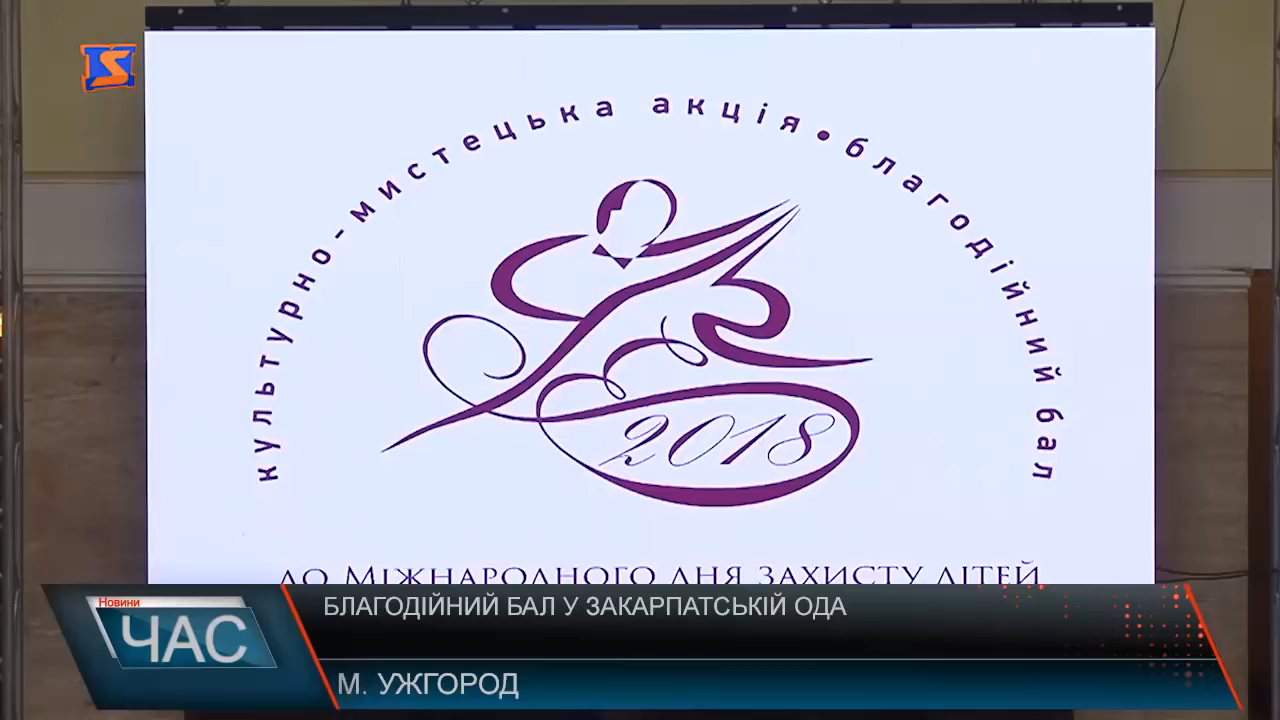 культурно-мистецька акція•благодійний бал
2018
до Міжнародного дня захисту дітей
Новини
ЧАС
БЛАГОДІЙНИЙ БАЛ У ЗАКАРПАТСЬКІЙ ОДА
М. УЖГОРОД